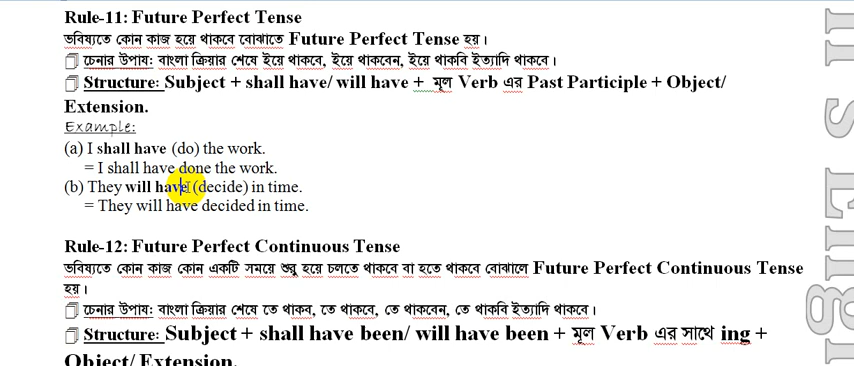 Rule-11: Future Perfect Tense
ভবিষ্যতে কোন কাজ হয়ে থাকবে বোঝাতে Future Perfect Tense হয়।
চেনার উপায: বাংলা ক্রিয়ার শেষে ইয়ে থাকবে, ইয়ে থাকবেন, ইয়ে থাকবি ইত্যাদি থাকবে।
Structure: Subject + shall have/ will have + মূল Verb এর Past Participle + Object/
Extension.
Example:
(a) I shall have (do) the work.
= I shall have done the work.
(b) They will have (decide) in time.
= They will have decided in time.
Rule-12: Future Perfect Continuous Tense
ভবিষ্যতে কোন কাজ কোন একটি সময়ে শুরু হয়ে চলতে থাকবে বা হতে থাকবে বোঝালে Future Perfect Continuous Tense
হয়।
চেনার উপায: বাংলা ক্রিয়ার শেষে তে থাকব, তে থাকবে, তে থাকবেন, তে থাকবি ইত্যাদি থাকবে।
Structure: Subject + shall have been/ will have been + মূল Verb এর সাথে ing +
Object/ Extension.